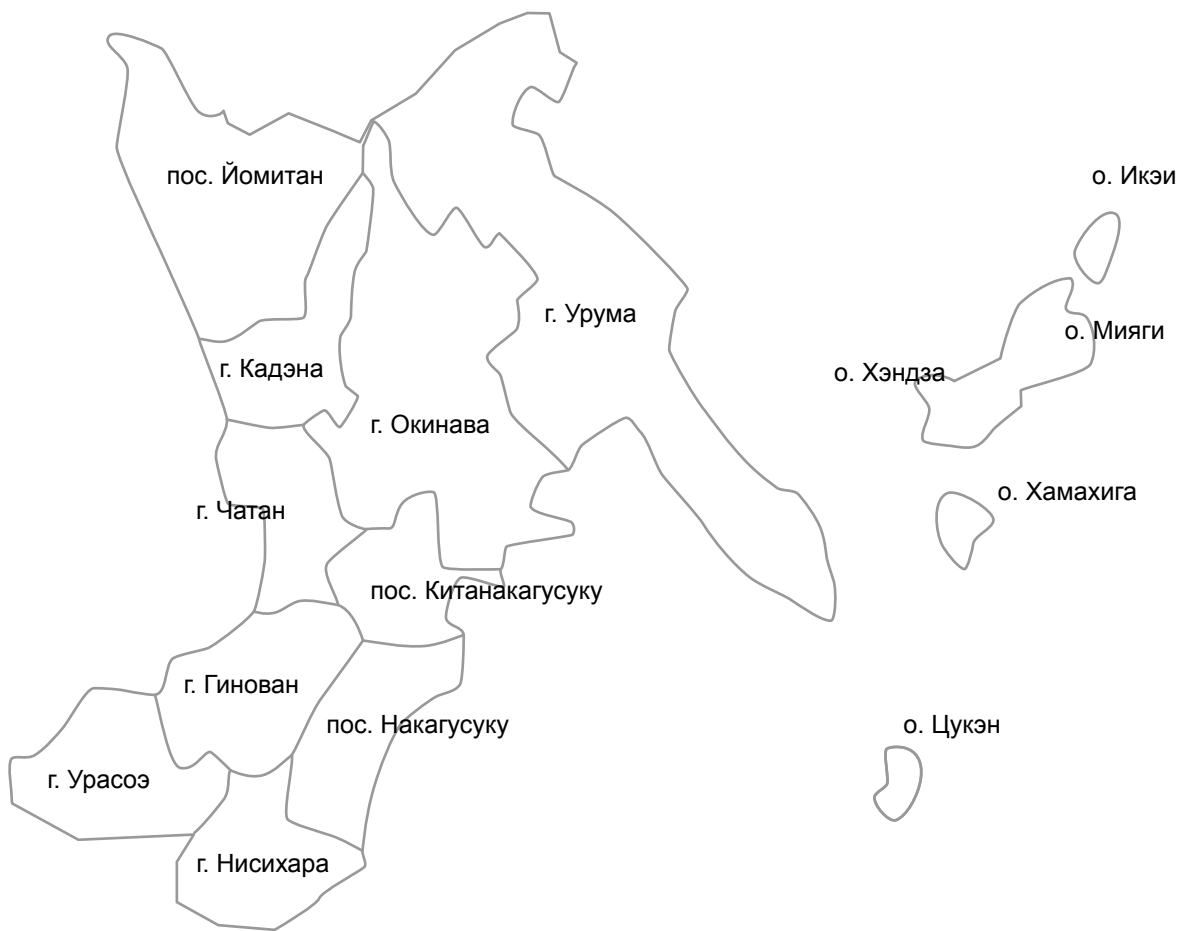 пос. Йомитан
о. Икэи
г. Урума
о. Мияги
г. Кадэна
о. Хэндза
г. Окинава
о. Хамахига
г. Чатан
пос. Китанакагусуку
г. Гинован
пос. Накагусуку
о. Цукэн
г. Урасоэ
г. Нисихара